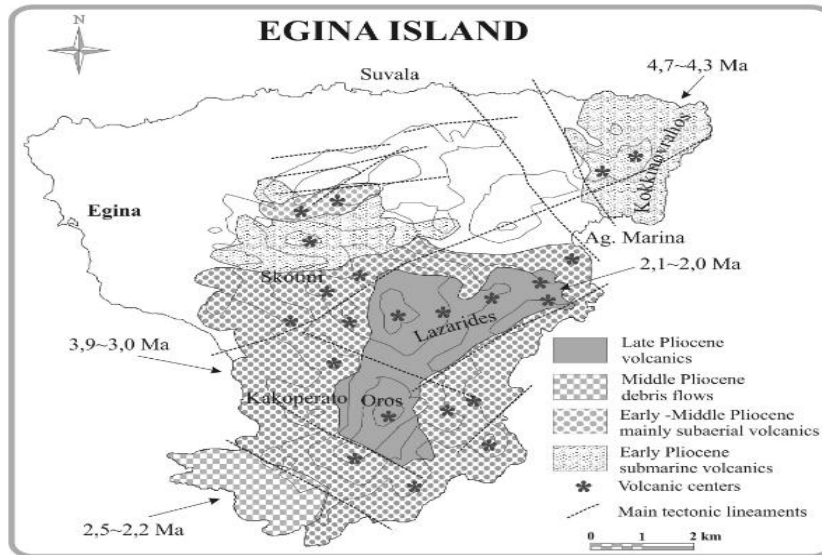 EGINA ISLAND
N
4,7~4,3 Ma
Suvala
Kokkinovrahos
Egina
Ag. Marina
Skotini
2,1~2,0 Ma
Lazarides
3,9~3,0 Ma
Kakoperato
Oros
2,5~2,2 Ma
Late Pliocene
volcanics
Middle Pliocene
debris flows
Early -Middle Pliocene
mainly subaerial volcanics
Early Pliocene
submarine volcanics
Volcanic centers
Main tectonic lineaments
0 1 2 km